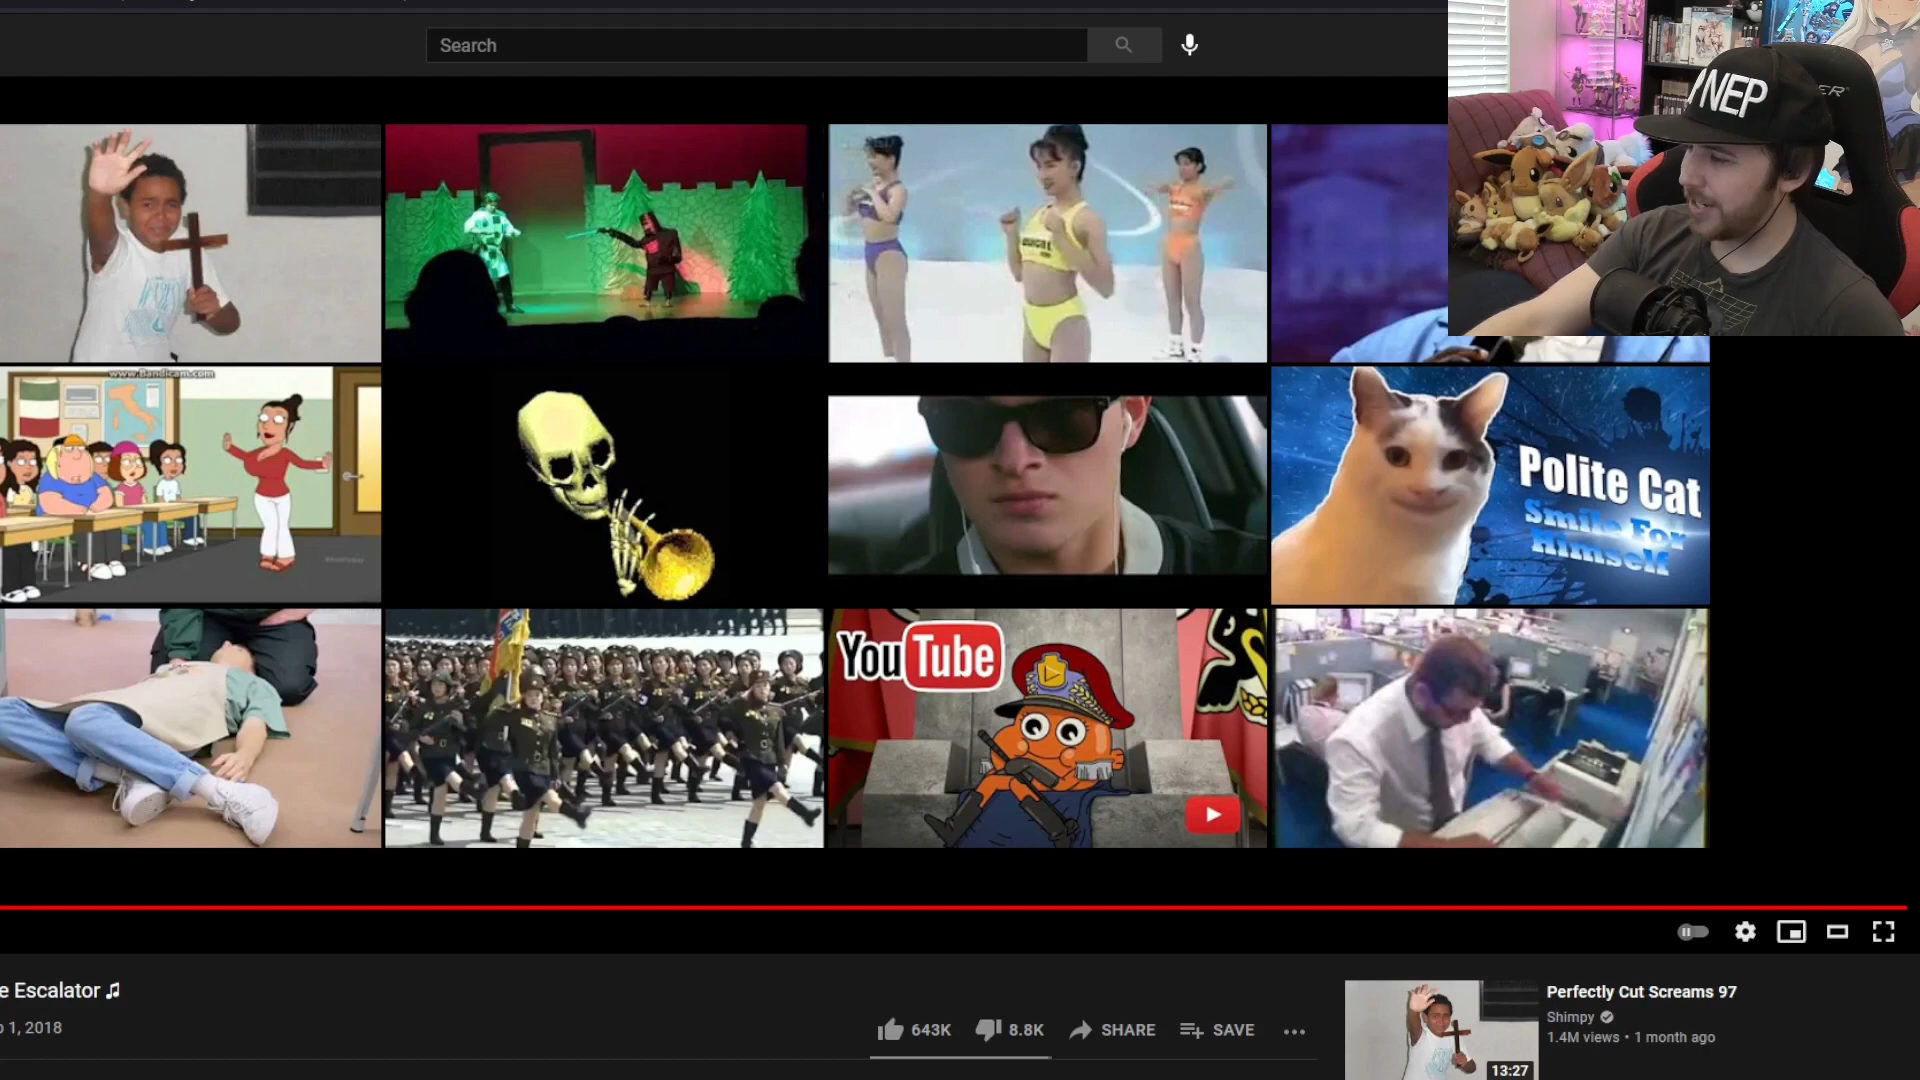 Search
NEP
ER
www.Bandicam.com
Polite Cat
Smile For
Himself
YouTube
e Escalator ♫
1, 2018
643K
8.8K
SHARE
SAVE
Perfectly Cut Screams 97
Shimpy
1.4M views • 1 month ago
13:27